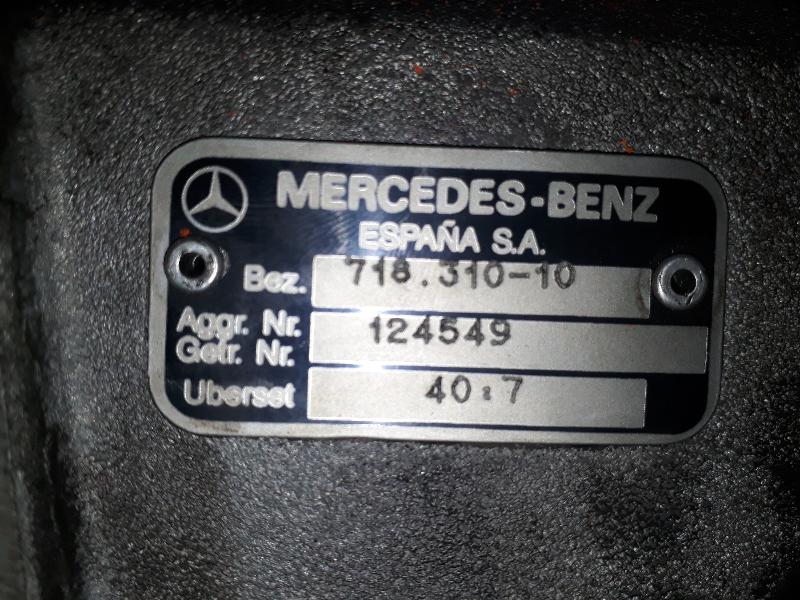 MERCEDES-BENZ
ESPAÑA S.A.
Bez. 718.310-10
Aggr. Nr. 124549
Getr. Nr.
Uberset 40:7